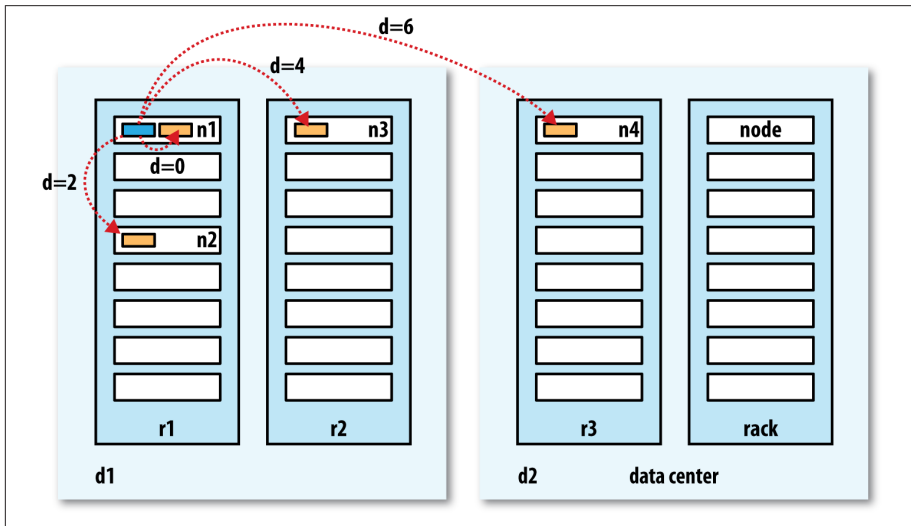 d=6
d=4
n1
n3
n4
node
d=0
d=2
n2
r1
r2
r3
rack
d1
d2
data center